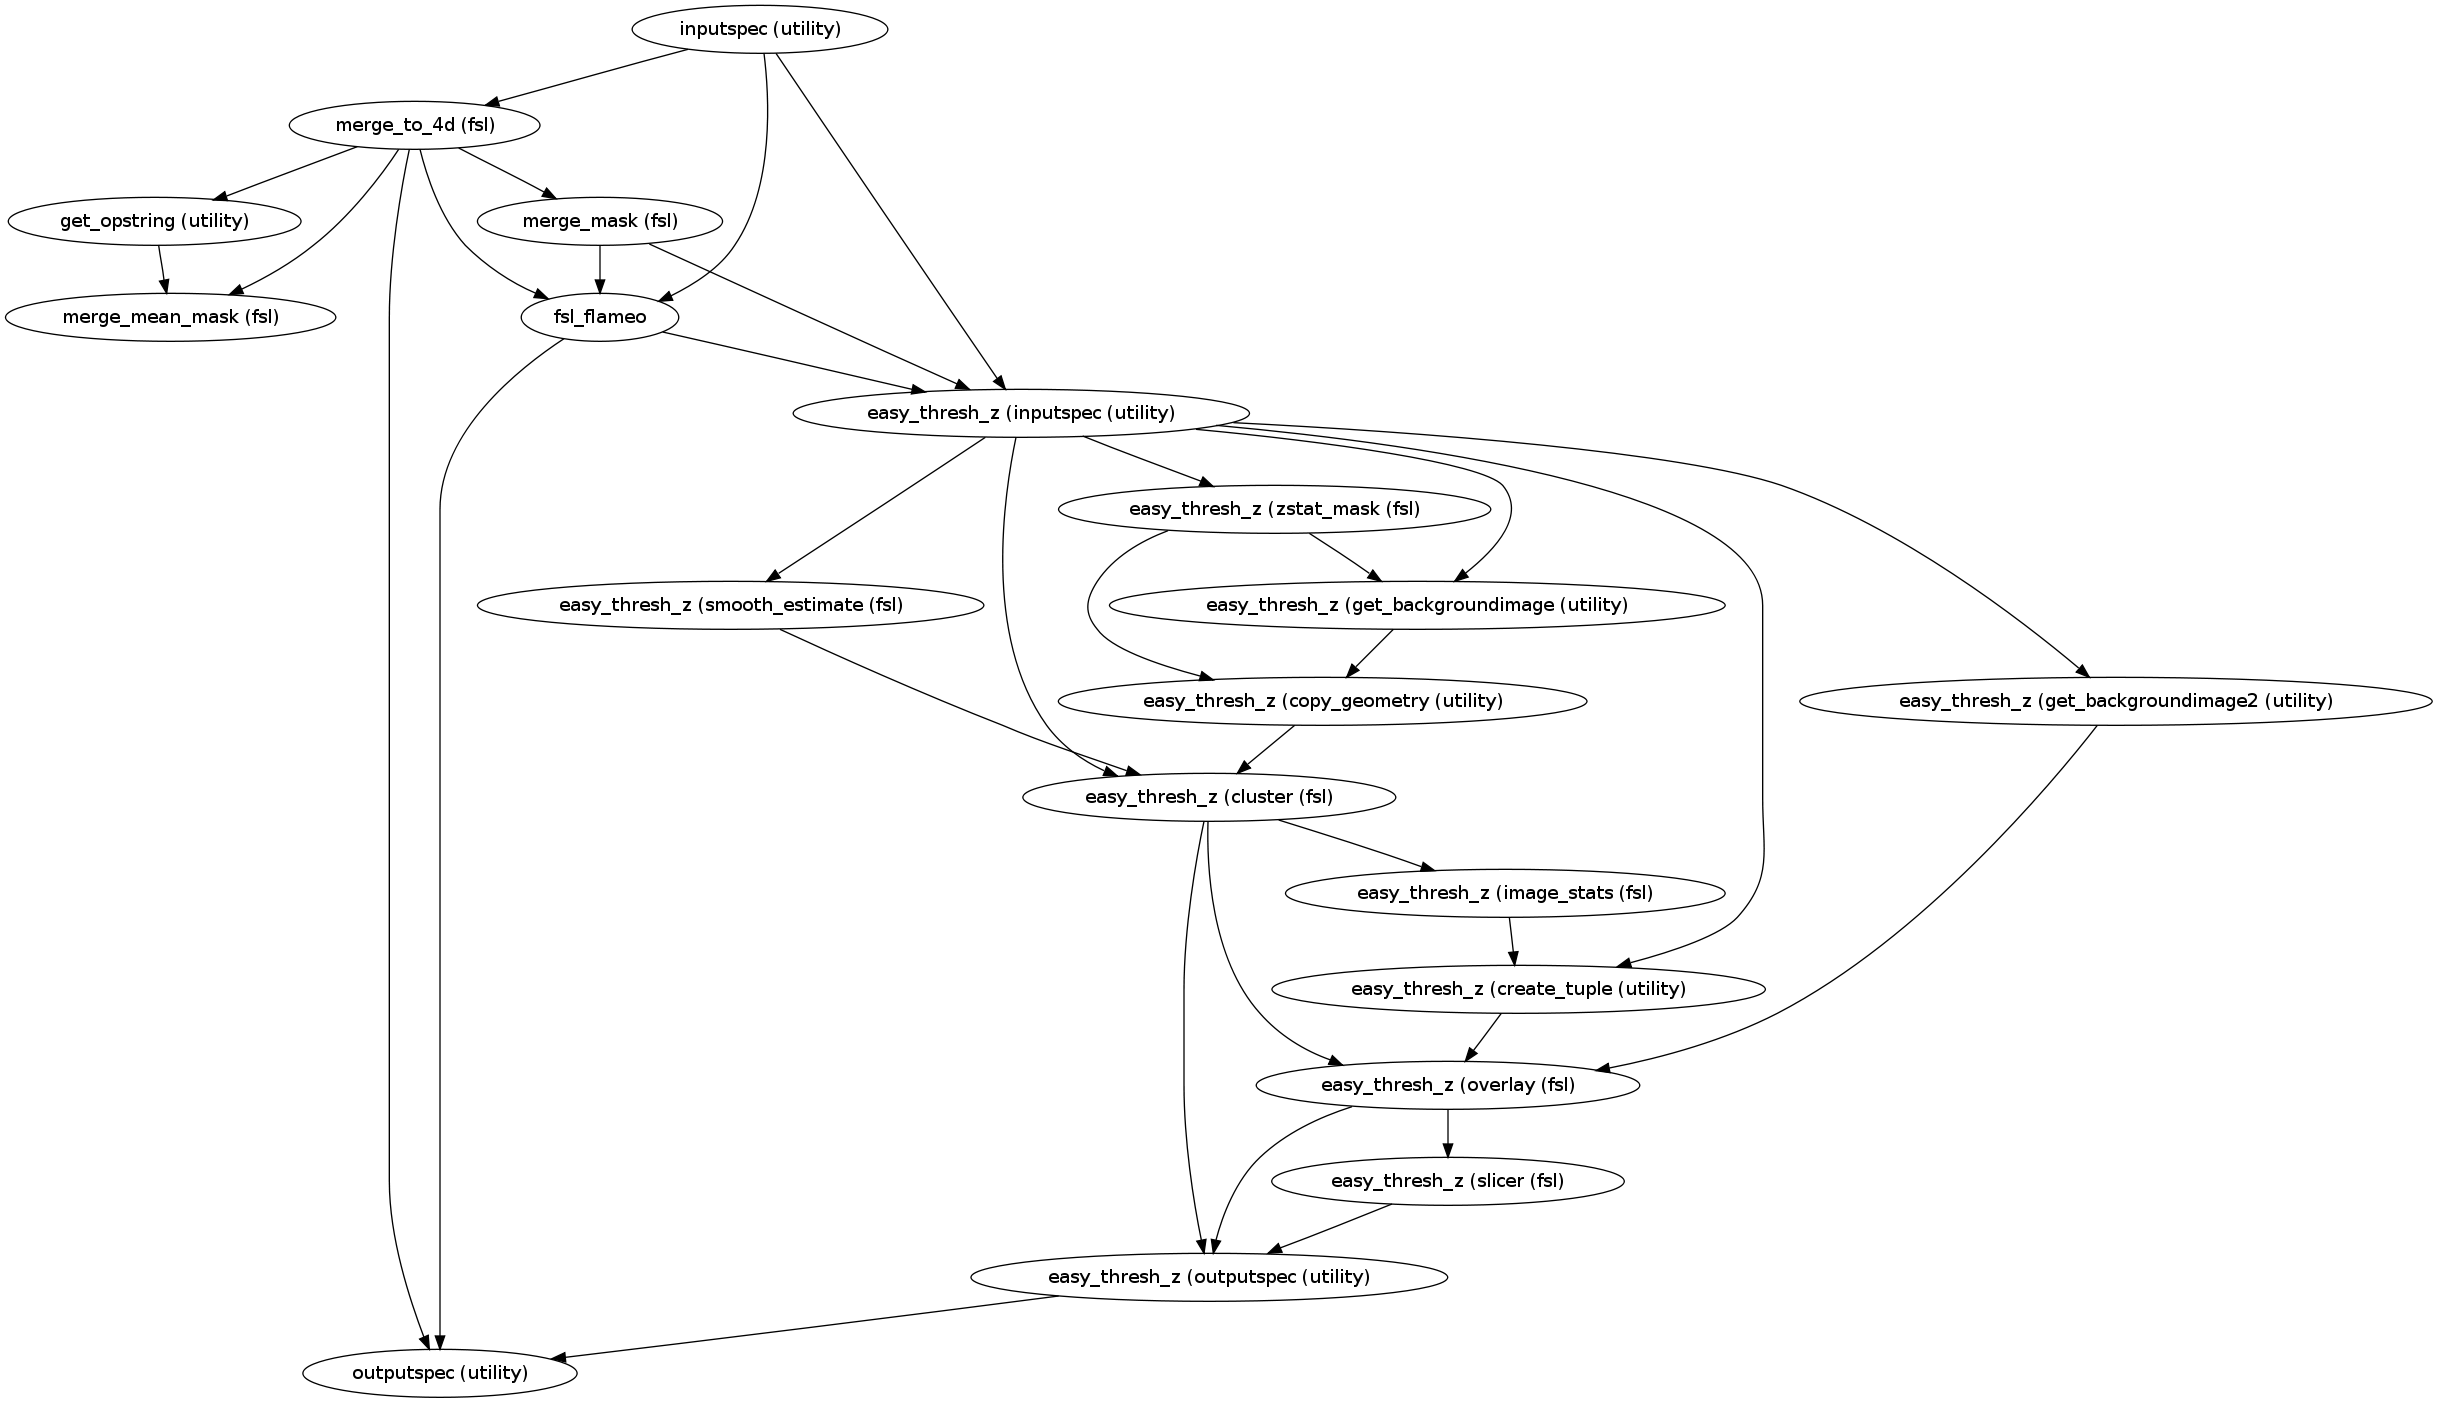 inputspec (utility)
merge_to_4d (fsl)
get_opstring (utility)
merge_mask (fsl)
merge_mean_mask (fsl)
fsl_flameo
easy_thresh_z (inputspec (utility)
easy_thresh_z (zstat_mask (fsl)
easy_thresh_z (smooth_estimate (fsl)
easy_thresh_z (get_backgroundimage (utility)
easy_thresh_z (copy_geometry (utility)
easy_thresh_z (get_backgroundimage2 (utility)
easy_thresh_z (cluster (fsl)
easy_thresh_z (image_stats (fsl)
easy_thresh_z (create_tuple (utility)
easy_thresh_z (overlay (fsl)
easy_thresh_z (slicer (fsl)
easy_thresh_z (outputspec (utility)
outputspec (utility)